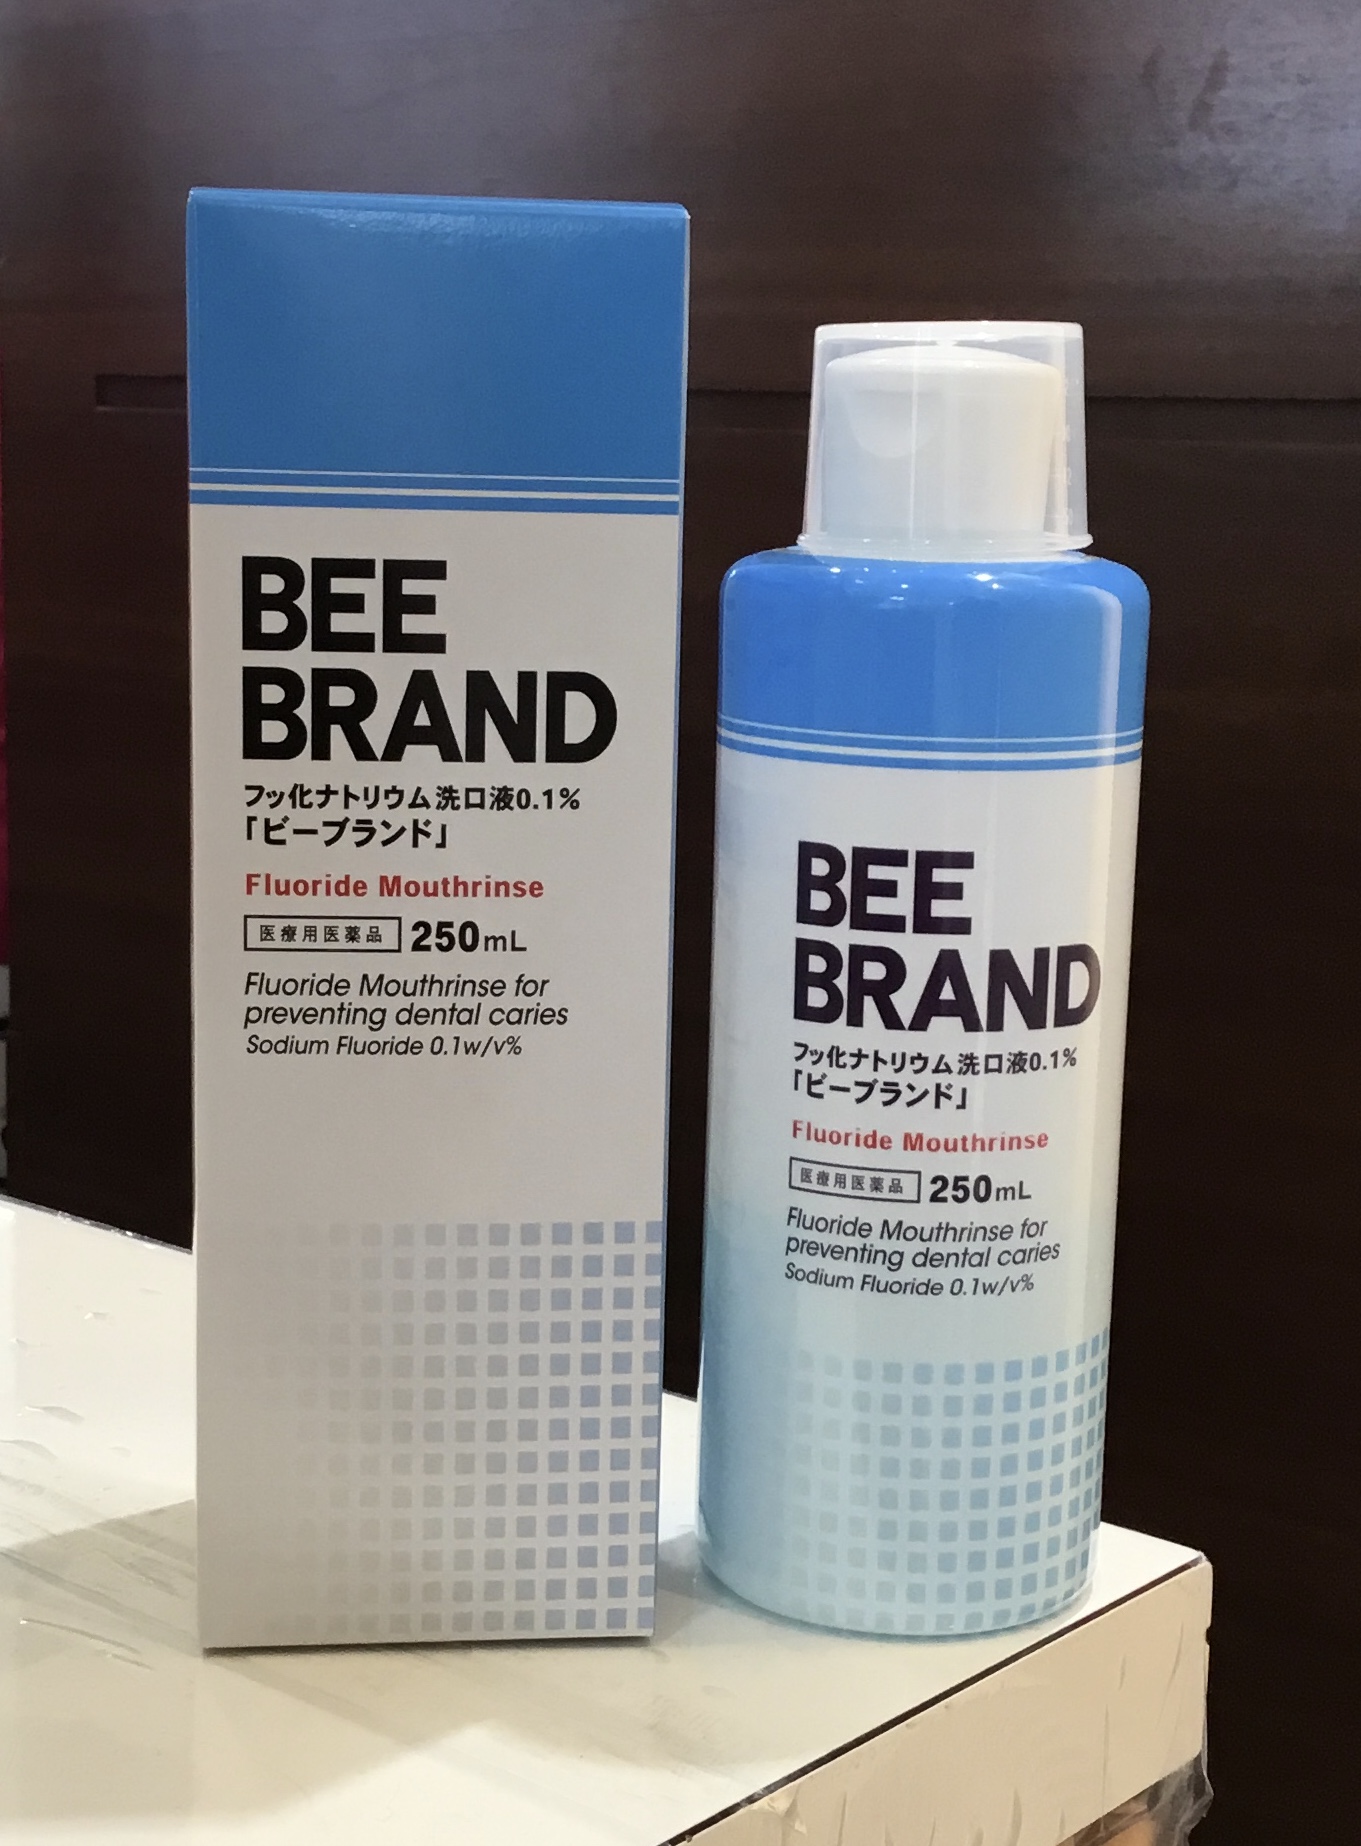 BEE
BRAND
フッ化ナトリウム洗口液0.1%
「ビーブランド」
Fluoride Mouthrinse
医療用医薬品 250mL
Fluoride Mouthrinse for
preventing dental caries
Sodium Fluoride 0.1w/v%
BEE
BRAND
フッ化ナトリウム洗口液0.1%
「ビーブランド」
Fluoride Mouthrinse
医療用医薬品 250mL
Fluoride Mouthrinse for
preventing dental caries
Sodium Fluoride 0.1w/v%